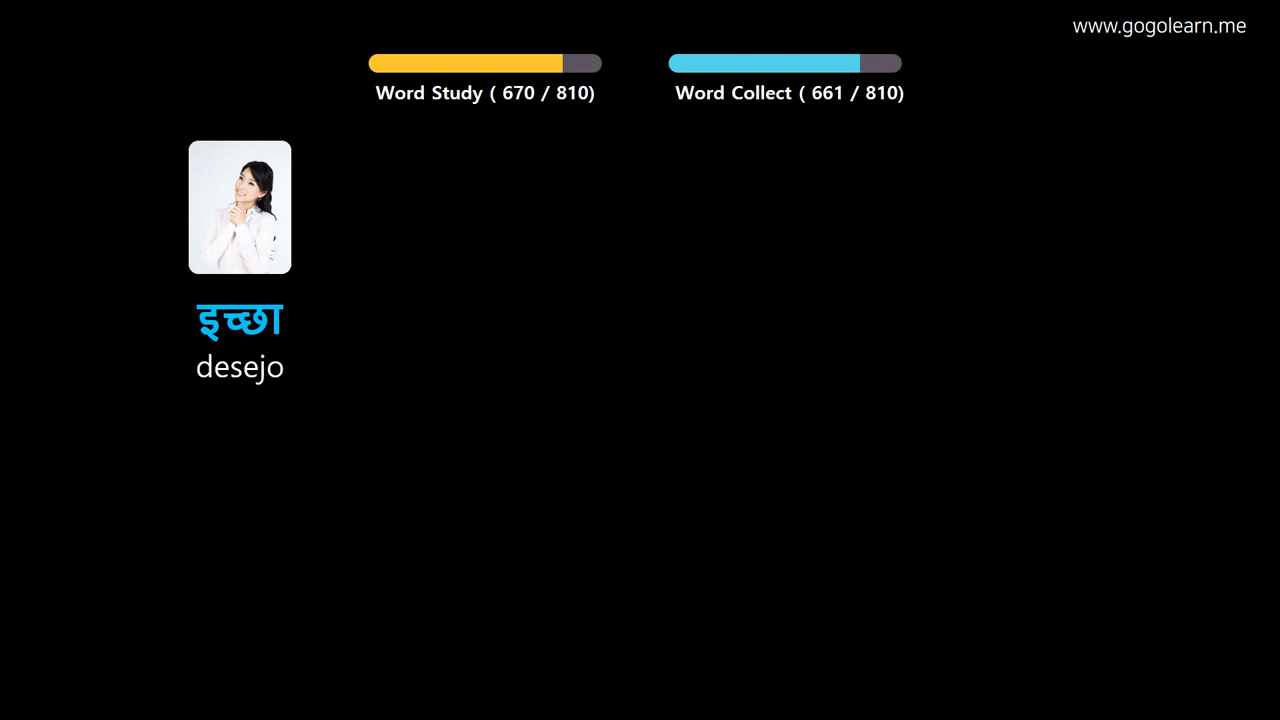 www.gogolearn.me
Word Study ( 670 / 810)
Word Collect ( 661 / 810)
इच्छा
desejo